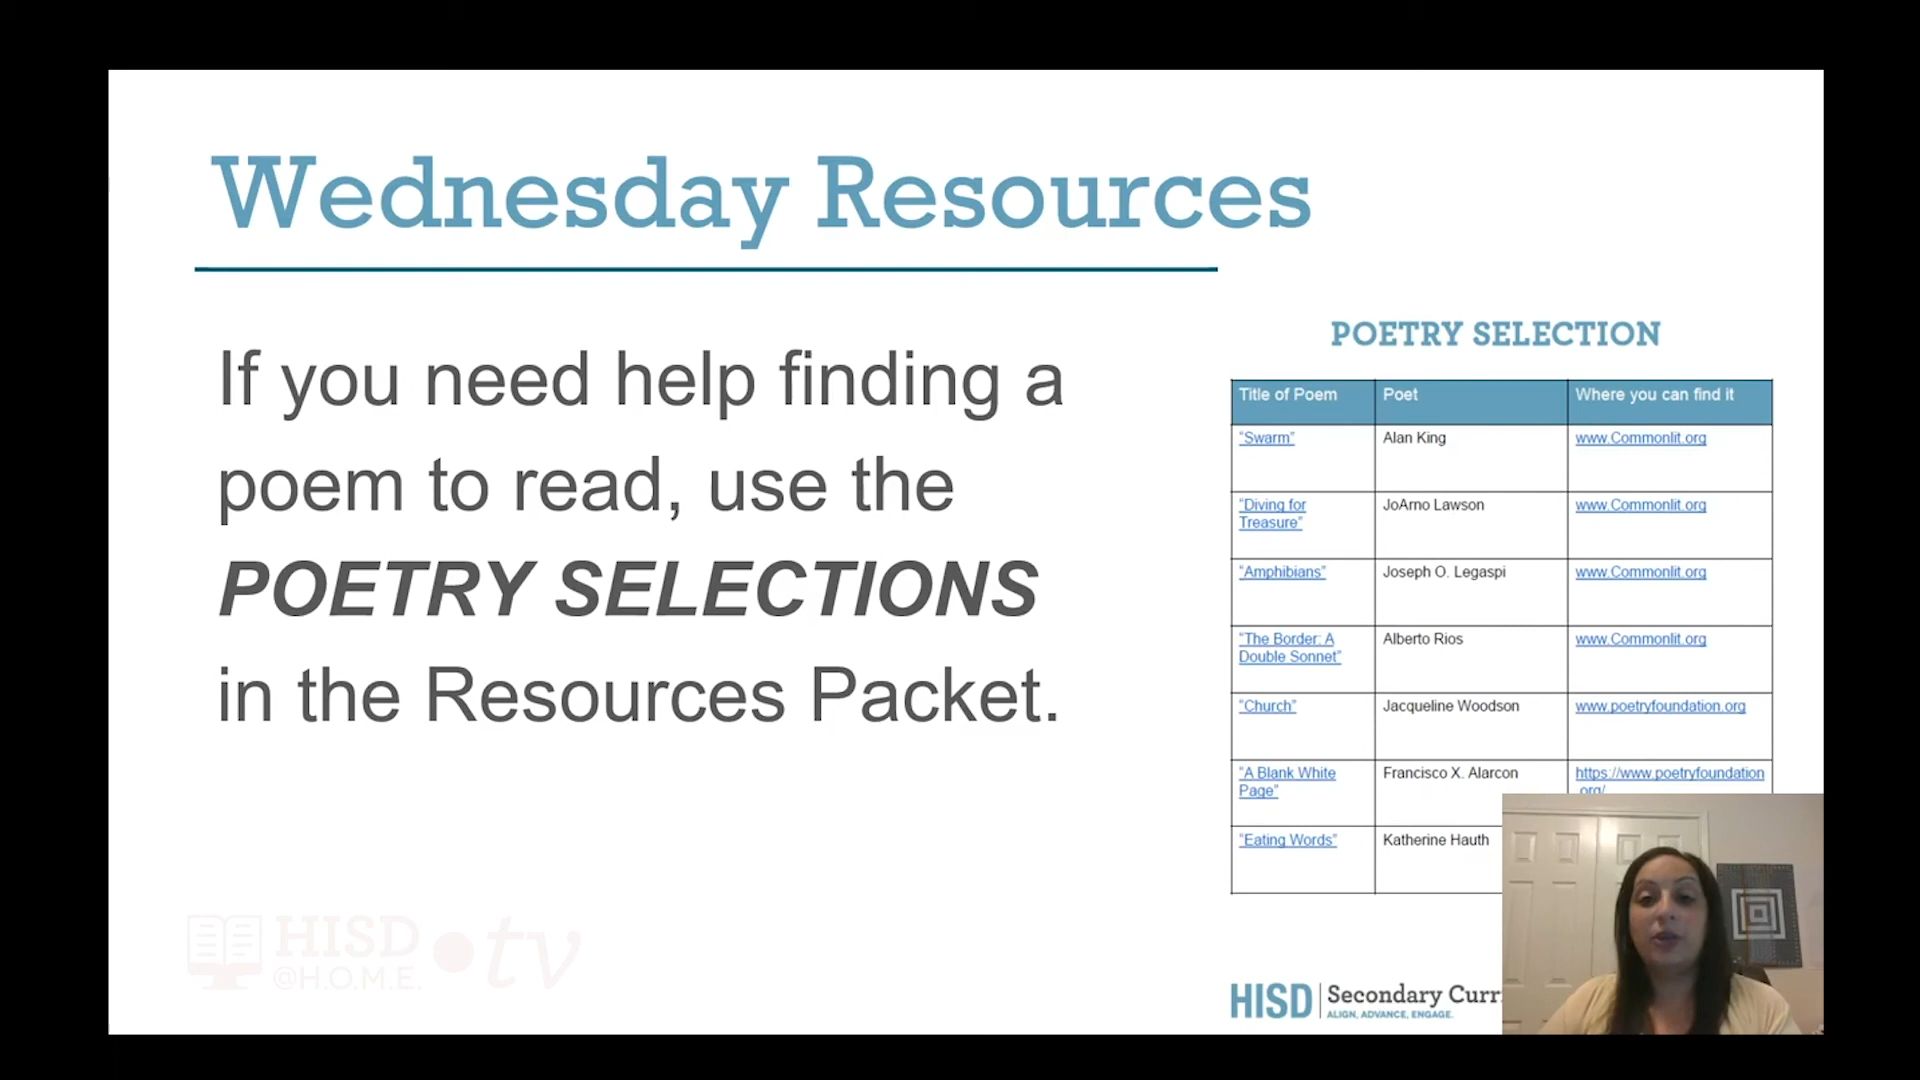 Wednesday Resources
If you need help finding a
poem to read, use the
POETRY SELECTIONS
in the Resources Packet.
POETRY SELECTION
Title of Poem Poet Where you can find it
"Swarm" Alan King www.Commonlit.org
"Diving for JoArno Lawson www.Commonlit.org
Treasure"
"Amphibians" Joseph O. Legaspi www.Commonlit.org
"The Border: A Alberto Rios www.Commonlit.org
Double Sonnet"
"Church" Jacqueline Woodson www.poetryfoundation.org
"A Blank White Francisco X. Alarcon https://www.poetryfoundation
Page" .org/
"Eating Words" Katherine Hauth
HISD
@H.O.M.E.
tv
HISD Secondary Curr
ALIGN, ADVANCE, ENGAGE.